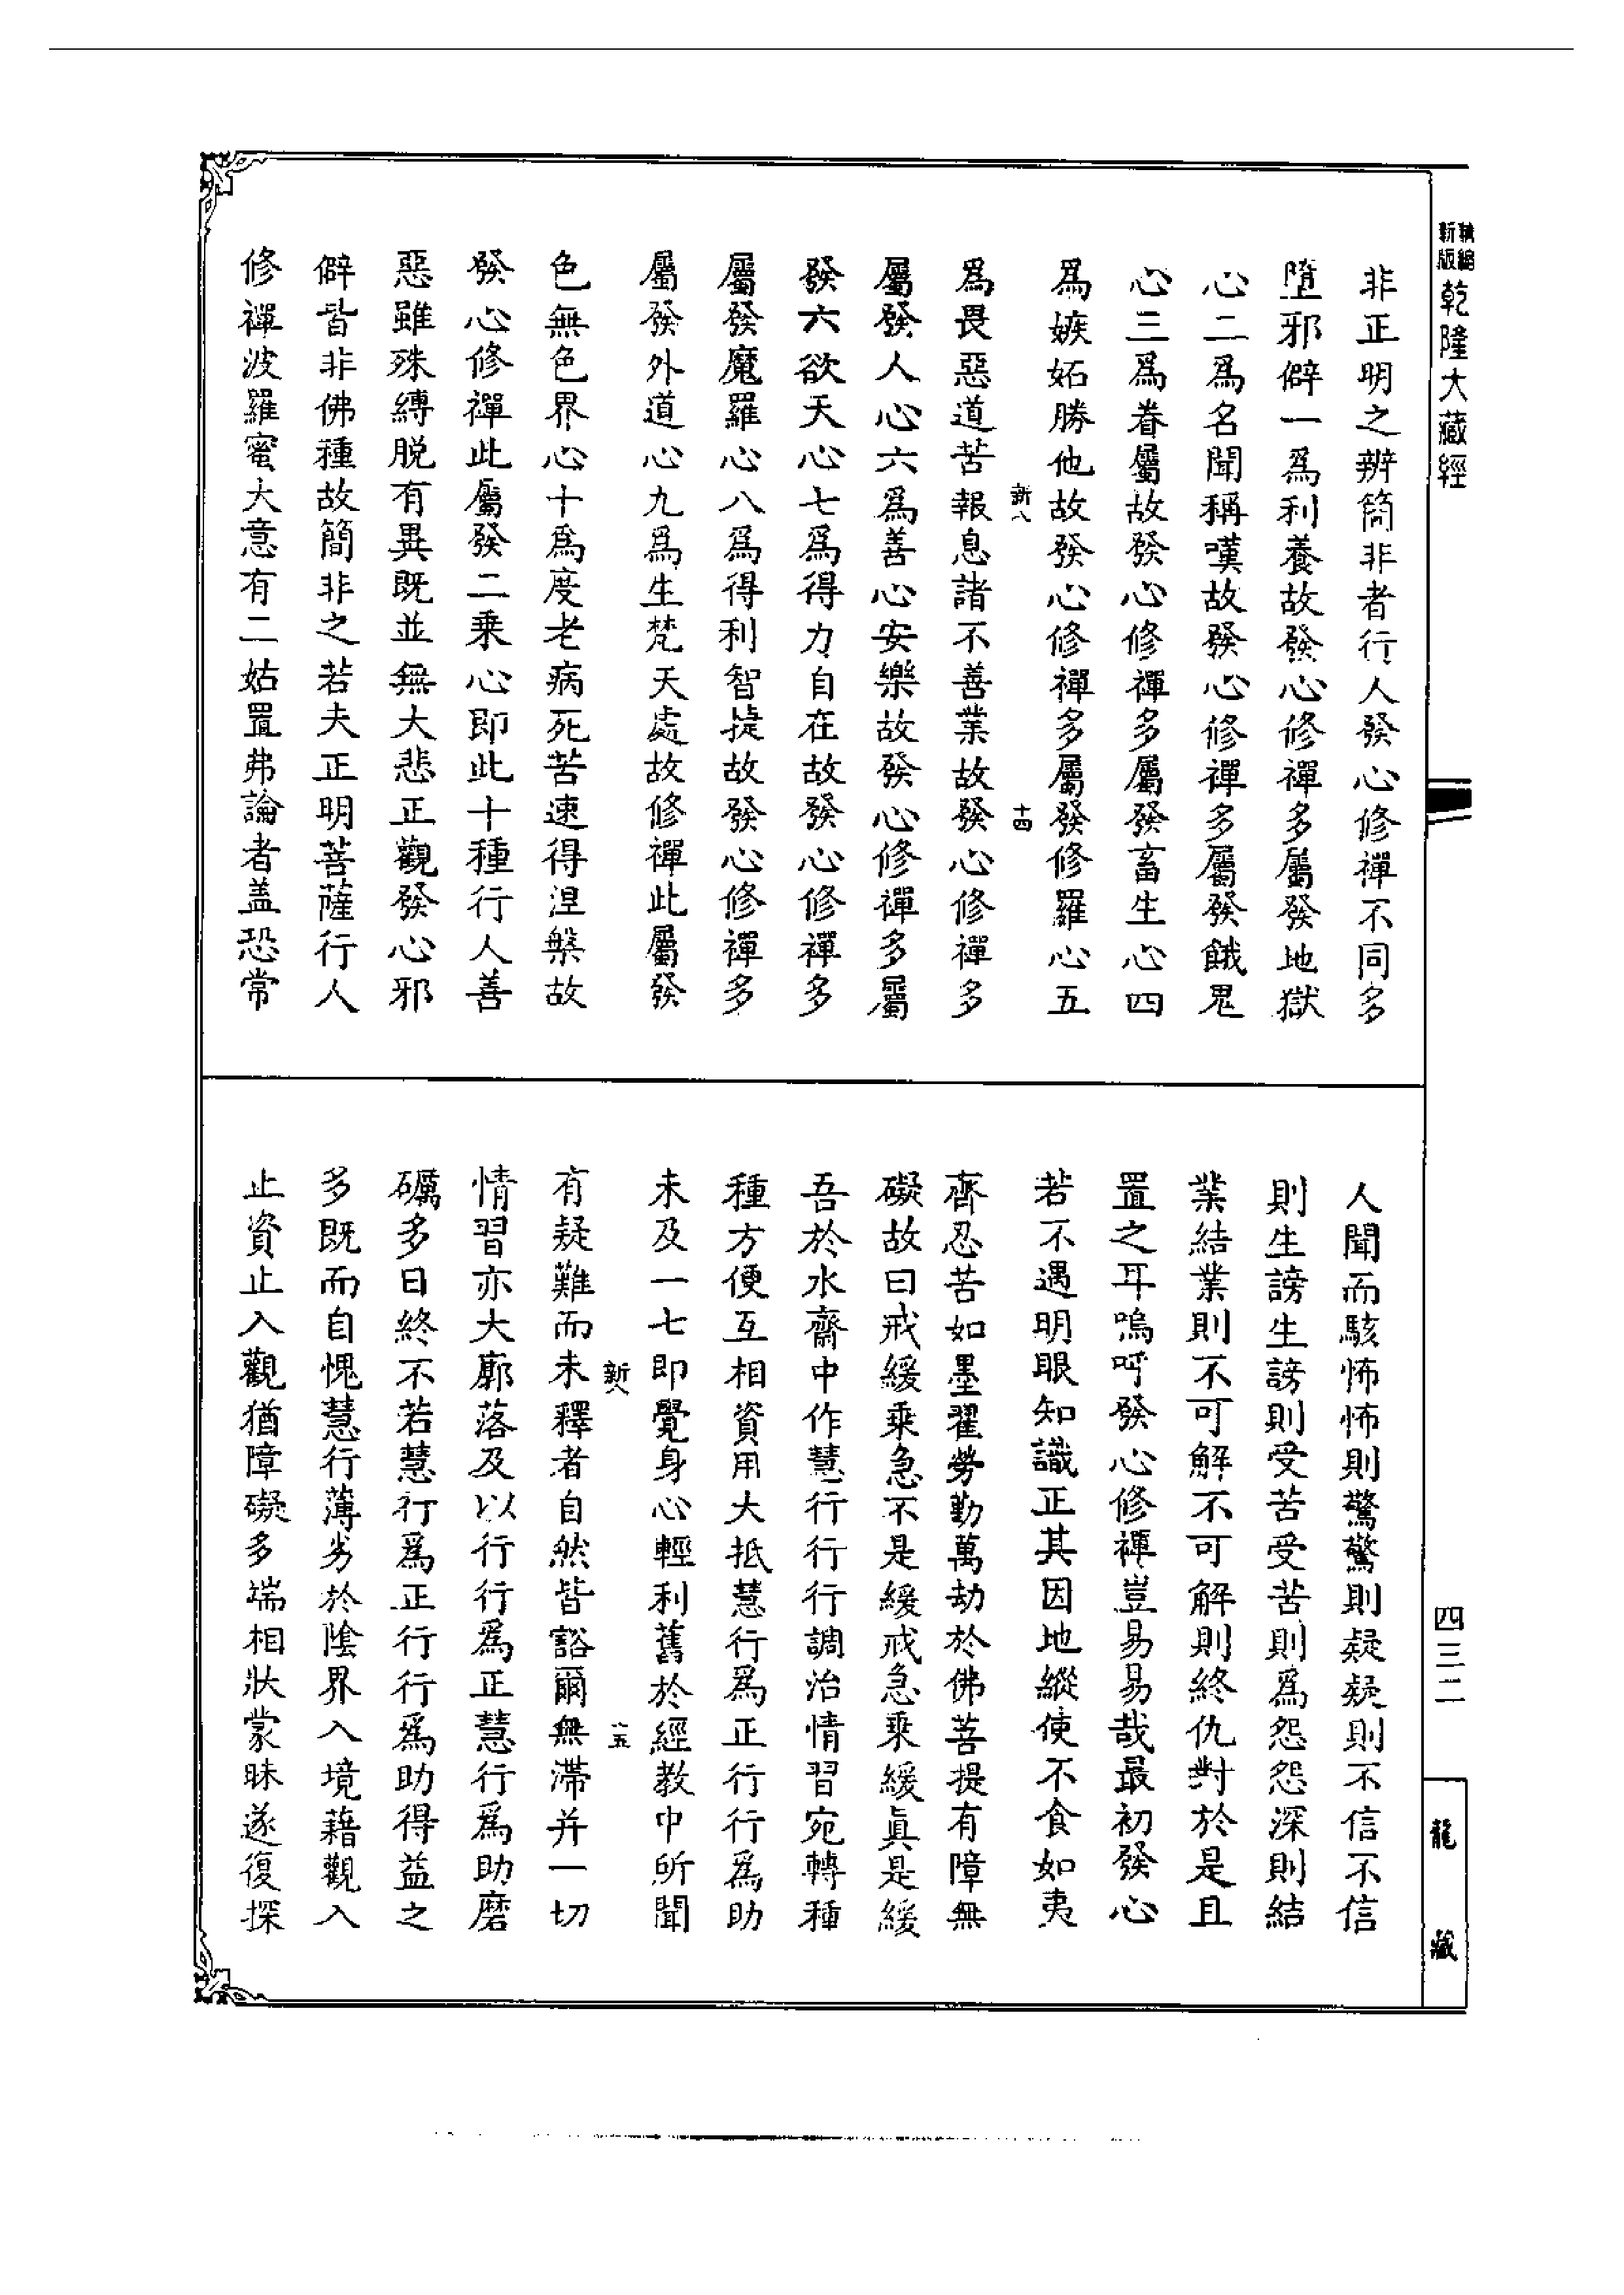 新編
新版
乾隆大藏經
非正明之辨簡非者行人發心修禪不同多
墮邪僻一爲利養故發心修禪多屬發地獄
心二爲名聞稱嘆故發心修禪多屬發餓鬼
心三爲眷屬故發心修禪多屬發畜生心四
爲嫉妬勝他故發心修禪多屬發修羅心五
新八
十四
爲畏惡道苦報息諸不善業故發心修禪多
屬發人心六爲善心安樂故發心修禪多屬
發六欲天心七爲得力自在故發心修禪多
屬發魔羅心八爲得利智捷故發心修禪多
屬發外道心九爲生梵天處故修禪此屬發
色無色界心十爲度老病死苦速得涅槃故
發心修禪此屬發二乘心即此十種行人善
惡雖殊縛脫有異既並無大悲正觀發心邪
僻皆非佛種故簡非之若夫正明菩薩行人
修禪波羅蜜大意有二姑置弗論者盖恐常
人聞而駭怖怖則驚驚則疑疑則不信不信
則生謗生謗則受苦受苦則爲怨怨深則結
業結業則不可解不可解則終仇對於是且
置之耳嗚呼發心修禪豈易易哉最初發心
若不遇明眼知識正其因地縱使不食如夷
齊忍苦如墨翟勞勤萬劫於佛菩提有障無
礙故曰戒緩乘急不是緩戒急乘緩眞是緩
吾於水齋中作慧行行行調治情習宛轉種
種方便互相資用大抵慧行爲正行行爲助
未及一七即覺身心輕利舊於經教中所聞
新八
十五
有疑難而未釋者自然皆豁爾無滯并一切
情習亦大廓落及以行行爲正慧行爲助磨
礪多日終不若慧行爲正行行爲助得益之
多既而自愧慧行薄劣於陰界入境藉觀入
止資止入觀猶障礙多端相狀蒙昧遂復探
四三二
龍藏